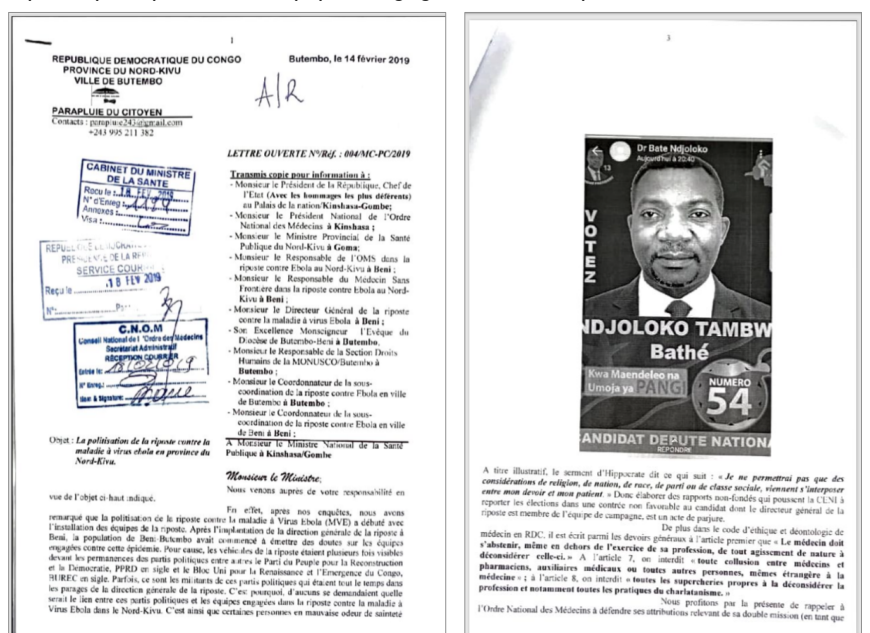 1
REPUBLIQUE DEMOCRATIQUE DU CONGO
PROVINCE DU NORD-KIVU
VILLE DE BUTEMBO
PARAPLUIE DU CITOYEN
Contacts : parapluie243@gmail.com
+243 995 211 382
Butembo, le 14 février 2019
A/R
LETTRE OUVERTE N°/Réf. : 004/MC-PC/2019
CABINET DU MINISTRE
DE LA SANTE
Reçu le : 18 FEV 2019
N° d'Enreg :
Annexes :
Visa :
SERVICE COUR
Reçu le 18 FEV 2019
N°
C.N.O.M
Conseil National de l'Ordre des Médecins
Secrétariat Administratif
RÉCEPTION COURRIER
Entrée le: 18/02/019
N° Enreg.:
Nom & Signature:
Transmis copie pour information à :
- Monsieur le Président de la République, Chef de
l'Etat (Avec les hommages les plus déférents)
au Palais de la nation/Kinshasa-Gombe;
- Monsieur le Président National de l'Ordre
National des Médecins à Kinshasa ;
- Monsieur le Ministre Provincial de la Santé
Publique du Nord-Kivu à Goma;
- Monsieur le Responsable de l'OMS dans la
riposte contre Ebola au Nord-Kivu à Beni ;
- Monsieur le Responsable du Médecin Sans
Frontière dans la riposte contre Ebola au Nord-
Kivu à Beni ;
- Monsieur le Directeur Général de la riposte
contre la maladie à virus Ebola à Beni ;
- Son Excellence Monseigneur l'Evêque du
Diocèse de Butembo-Beni à Butembo,
- Monsieur le Responsable de la Section Droits
Humains de la MONUSCO/Butembo à
Butembo ;
- Monsieur le Coordonnateur de la sous-
coordination de la riposte contre Ebola en ville
de Butembo à Butembo ;
- Monsieur le Coordonnateur de la sous-
coordination de la riposte contre Ebola en ville
de Beni à Beni ;
A Monsieur le Ministre National de la Santé
Publique à Kinshasa/Gombe
Objet : La politisation de la riposte contre la
maladie à virus ebola en province du
Nord-Kivu.
Monsieur le Ministre,
Nous venons auprès de votre responsabilité en
vue de l'objet ci-haut indiqué.
En effet, après nos enquêtes, nous avons
remarqué que la politisation de la riposte contre la maladie à Virus Ebola (MVE) a débuté avec
l'installation des équipes de la riposte. Après l'implantation de la direction générale de la riposte à
Beni, la population de Beni-Butembo avait commencé à émettre des doutes sur les équipes
engagées contre cette épidémie. Pour cause, les véhicules de la riposte étaient plusieurs fois visibles
devant les permanences des partis politiques entre autres le Parti du Peuple pour la Reconstruction
et la Démocratie, PPRD en sigle et le Bloc Uni pour la Renaissance et l'Emergence du Congo,
BUREC en sigle. Parfois, ce sont les militants de ces partis politiques qui étaient tout le temps dans
les parages de la direction générale de la riposte. C'est pourquoi, d'aucuns se demandaient quelle
serait le lien entre ces partis politiques et les équipes engagées dans la riposte contre la maladie à
Virus Ebola dans le Nord-Kivu. C'est ainsi que certaines personnes en mauvaise odeur de sainteté
3
Dr Bate Ndjoloko
Aujourd'hui à 20:40
13
VOTEZ
NDJOLOKO TAMBW
Bathé
Kwa Maendeleo na
Umoja ya PANGI
NUMERO
54
CANDIDAT DEPUTE NATIONA
RÉPONDRE
A titre illustratif, le serment d'Hippocrate dit ce qui suit : « Je ne permettrai pas que des
considérations de religion, de nation, de race, de parti ou de classe sociale, viennent s'interposer
entre mon devoir et mon patient. » Donc élaborer des rapports non-fondés qui poussent la CENI à
reporter les élections dans une contrée non favorable au candidat dont le directeur général de la
riposte est membre de l'équipe de campagne, est un acte de parjure.
De plus dans le code d'éthique et déontologie de
médecin en RDC, il est écrit parmi les devoirs généraux à l'article premier que « Le médecin doit
s'abstenir, même en dehors de l'exercice de sa profession, de tout agissement de nature à
déconsidérer celle-ci. » A l'article 7, on interdit « toute collusion entre médecins et
pharmaciens, auxiliaires médicaux ou toutes autres personnes, mêmes étrangère à la
médecine » ; à l'article 8, on interdit « toutes les supercheries propres à la déconsidérer la
profession et notamment toutes les pratiques du charlatanisme. »
Nous profitons par la présente de rappeler à
l'Ordre National des Médecins à défendre ses attributions relevant de sa double mission (en tant que